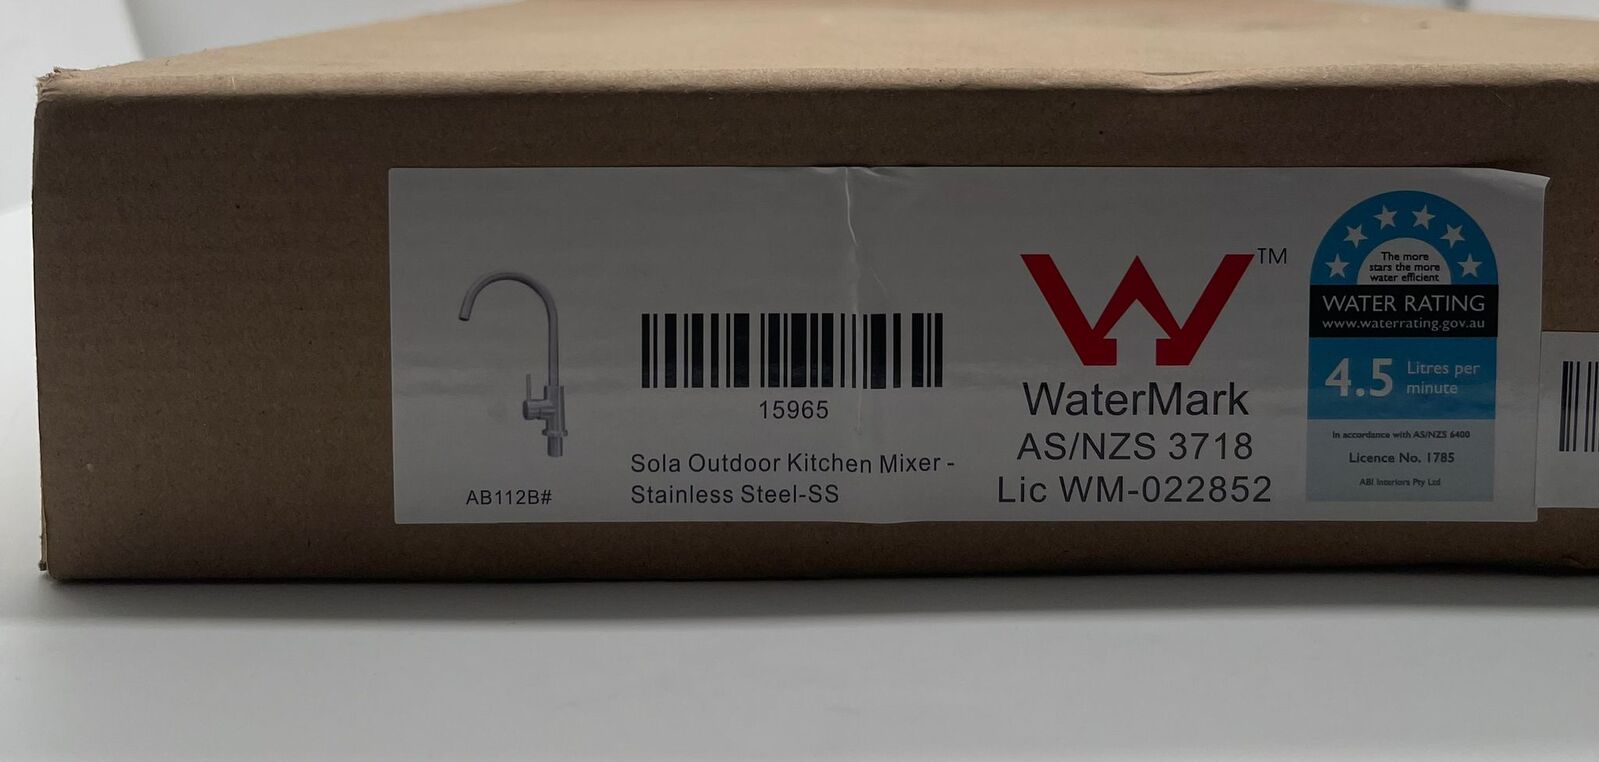 AB112B#
15965
Sola Outdoor Kitchen Mixer -
Stainless Steel-SS
TM
WaterMark
AS/NZS 3718
Lic WM-022852
The more
stars the more
water efficient
WATER RATING
www.waterrating.gov.au
4.5 Litres per
minute
In accordance with AS/NZS 6400
Licence No. 1785
ABI Interiors Pty Ltd